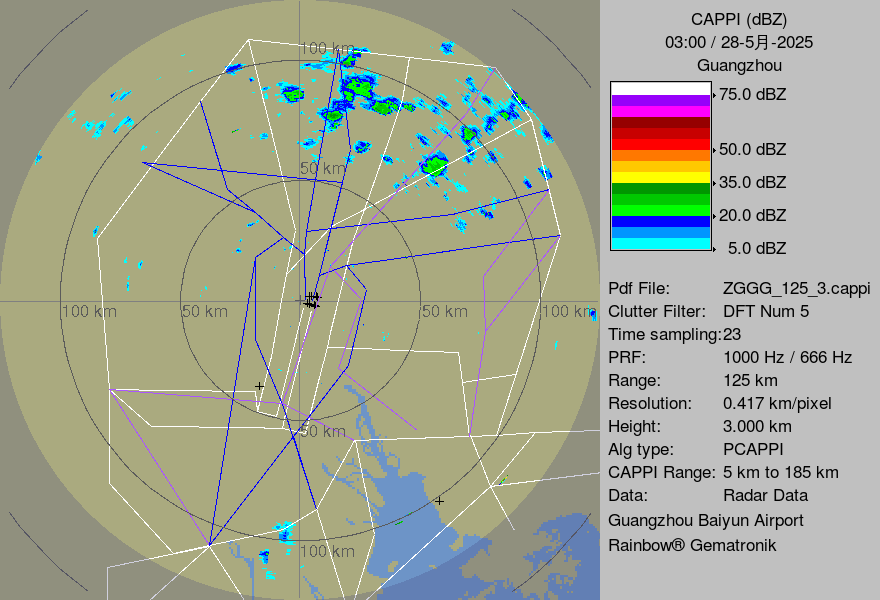 CAPPI (dBZ)
03:00 / 28-5月-2025
Guangzhou
75.0 dBZ
50.0 dBZ
35.0 dBZ
20.0 dBZ
5.0 dBZ
Pdf File: ZGGG_125_3.cappi
Clutter Filter: DFT Num 5
Time sampling:23
PRF: 1000 Hz / 666 Hz
Range: 125 km
Resolution: 0.417 km/pixel
Height: 3.000 km
Alg type: PCAPPI
CAPPI Range: 5 km to 185 km
Data: Radar Data
Guangzhou Baiyun Airport
Rainbow® Gematronik
100 km
50 km
100 km
50 km
50 km
100 km
50 km
100 km